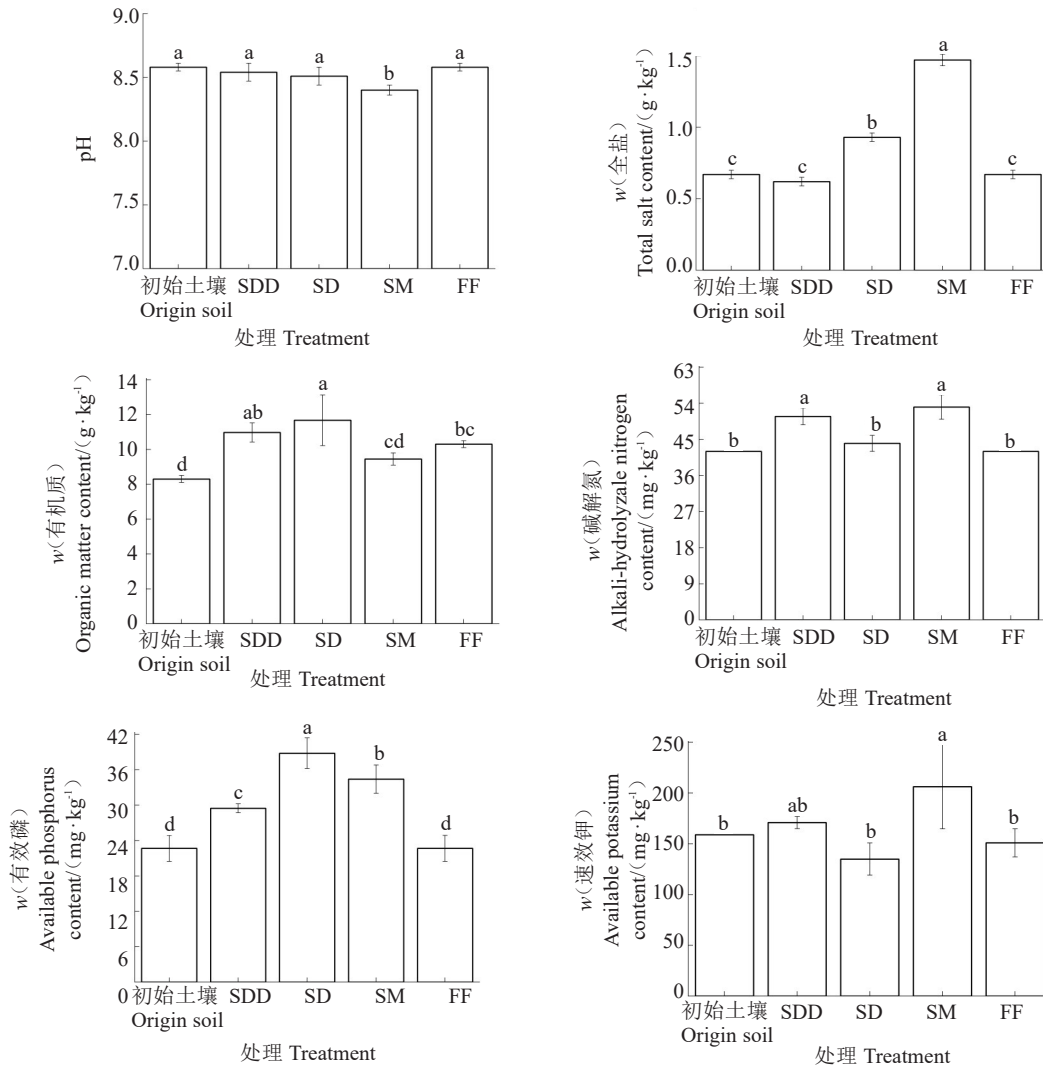 9.0
8.5
8.0
7.5
7.0
pH
a
a
a
b
a
初始土壤 SDD SD SM FF
Origin soil
处理 Treatment
1.5
1.0
0.5
0.0
w(全盐)
Total salt content/(g·kg⁻¹)
c
c
b
a
c
初始土壤 SDD SD SM FF
Origin soil
处理 Treatment
14
12
10
8
6
4
2
0
w(有机质)
Organic matter content/(g·kg⁻¹)
d
ab
a
cd
bc
初始土壤 SDD SD SM FF
Origin soil
处理 Treatment
63
54
45
36
27
18
9
0
w(碱解氮)
Alkali-hydrolyzale nitrogen
content/(mg·kg⁻¹)
b
a
b
a
b
初始土壤 SDD SD SM FF
Origin soil
处理 Treatment
42
36
24
18
12
6
0
w(有效磷)
Available phosphorus
content/(mg·kg⁻¹)
d
c
a
b
d
初始土壤 SDD SD SM FF
Origin soil
处理 Treatment
250
200
150
100
50
0
w(速效钾)
Available potassium
content/(mg·kg⁻¹)
b
ab
b
a
b
初始土壤 SDD SD SM FF
Origin soil
处理 Treatment